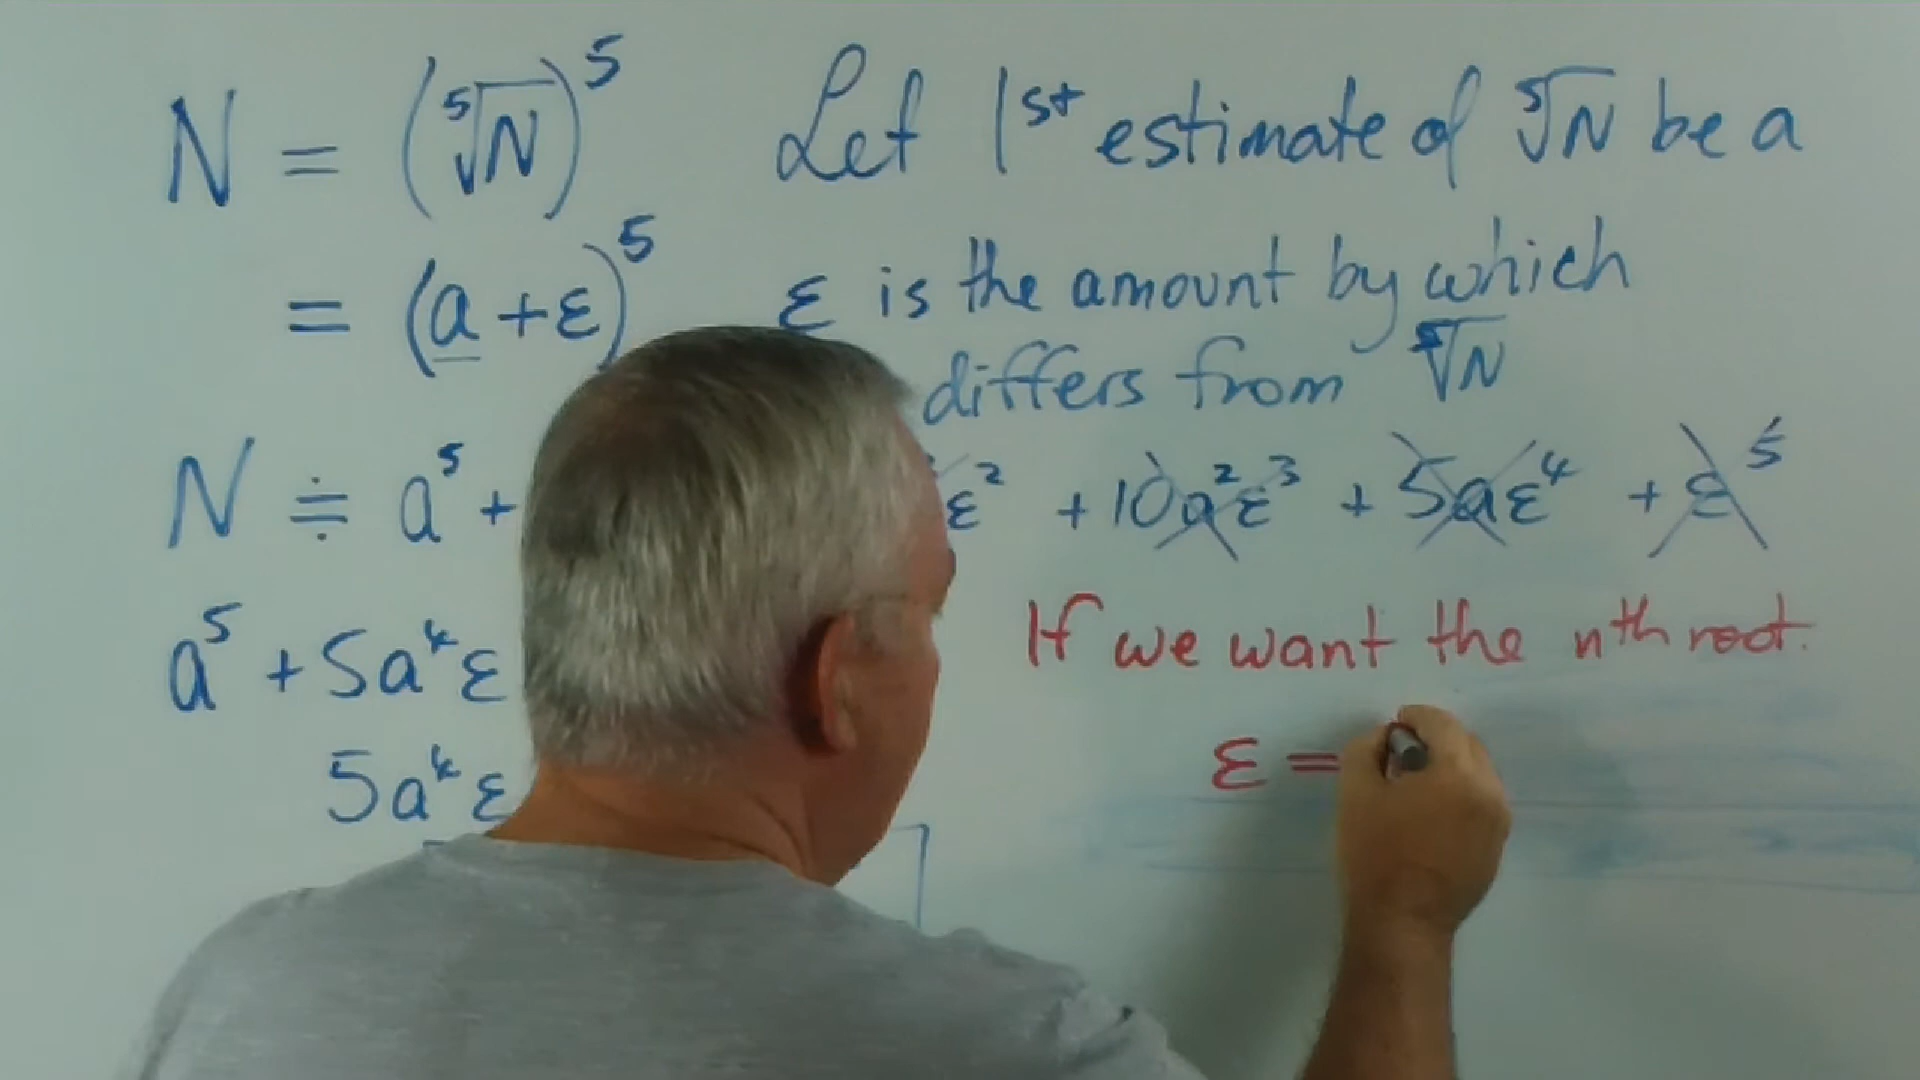 N = (⁵√N)⁵ Let 1st estimate of ⁵√N be a
= (a + ε)⁵ ε is the amount by which
differs from ⁵√N
N ≑ a⁵ + ε² + 10a²ε³ + 5aε⁴ + ε⁵
a⁵ + 5a⁴ε
If we want the nth root.
5a⁴ε
ε =